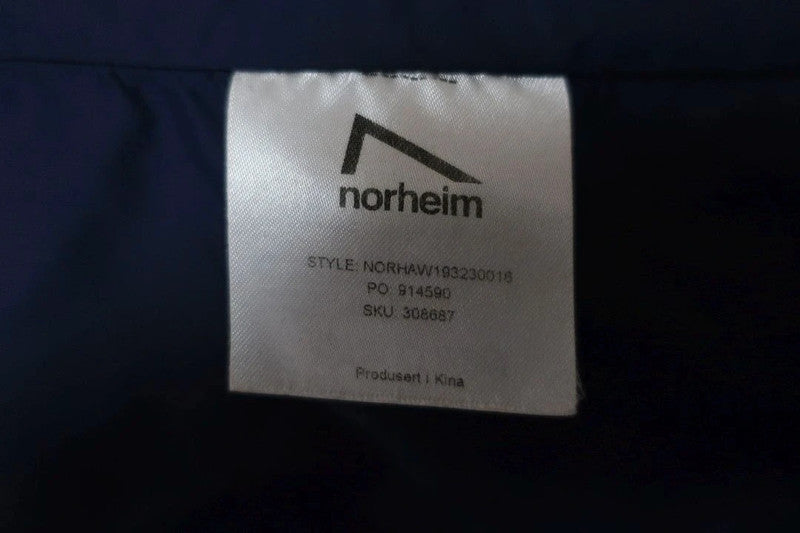 norheim
STYLE: NORHAW193230016
PO: 914590
SKU: 308687
Produsert i Kina